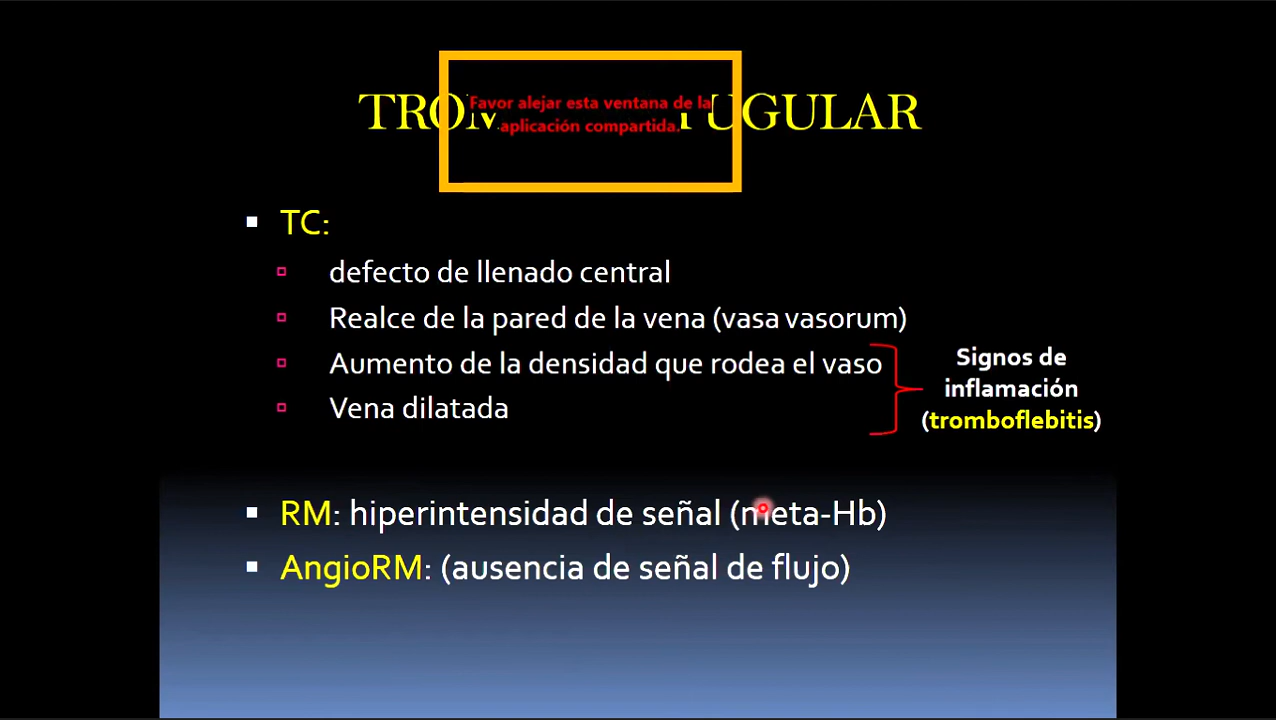 TROM UGULAR
Favor alejar esta ventana de la
aplicación compartida.
TC:
defecto de llenado central
Realce de la pared de la vena (vasa vasorum)
Aumento de la densidad que rodea el vaso
Vena dilatada
Signos de
inflamación
(tromboflebitis)
RM: hiperintensidad de señal (meta-Hb)
AngioRM: (ausencia de señal de flujo)